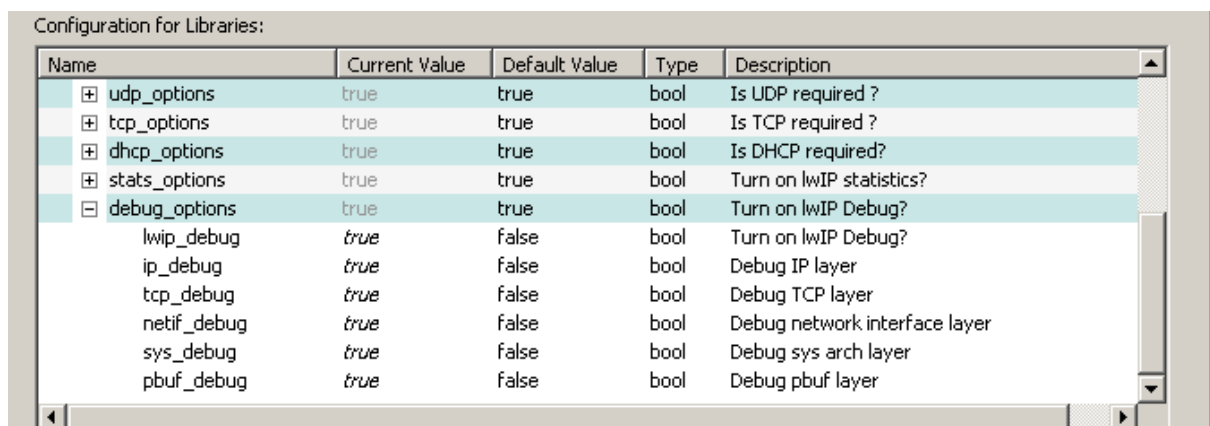 Configuration for Libraries:
Name Current Value Default Value Type Description
udp_options true true bool Is UDP required ?
tcp_options true true bool Is TCP required ?
dhcp_options true true bool Is DHCP required?
stats_options true true bool Turn on lwIP statistics?
debug_options true true bool Turn on lwIP Debug?
lwip_debug true false bool Turn on lwIP Debug?
ip_debug true false bool Debug IP layer
tcp_debug true false bool Debug TCP layer
netif_debug true false bool Debug network interface layer
sys_debug true false bool Debug sys arch layer
pbuf_debug true false bool Debug pbuf layer